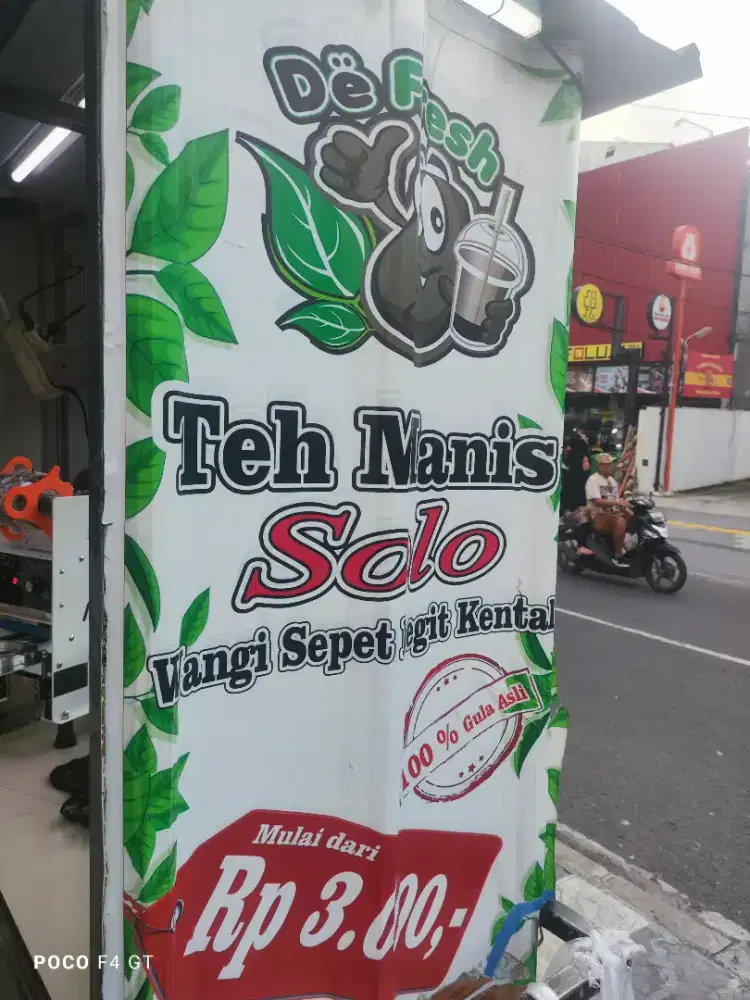 Dë Fresh
Teh Manis
Solo
Wangi Sepet Legit Kental
100 % Gula Asli
Mulai dari
Rp 3.000,-
POCO F4 GT